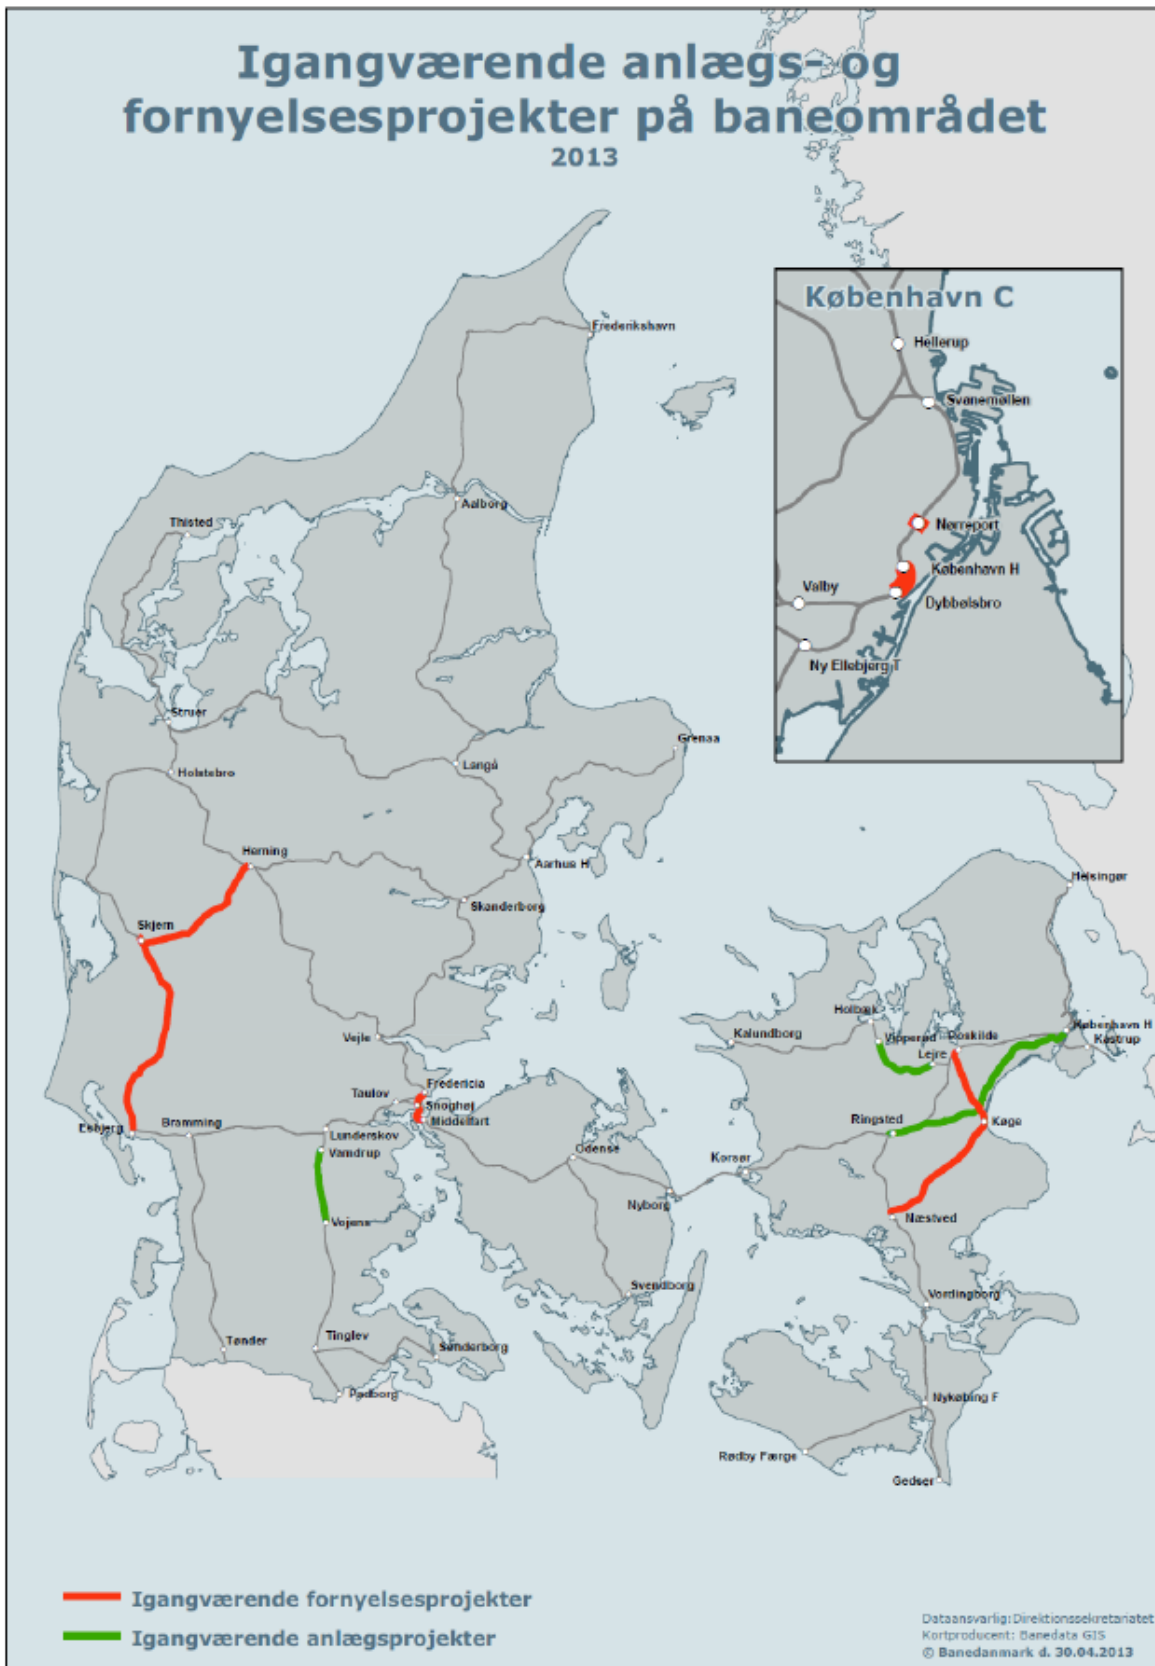 Igangværende anlægs- og
fornyelsesprojekter på baneområdet
2013
København C
Hellerup
Svanemøllen
Nørreport
København H
Dybbølsbro
Valby
Ny Ellebjerg T
Frederikshavn
Aalborg
Thisted
Struer
Holstebro
Langå
Grenaa
Herning
Aarhus H
Skanderborg
Skjern
Vejle
Fredericia
Taulov
Snoghøj
Middelfart
Esbjerg
Bramming
Lunderskov
Vamdrup
Vojens
Odense
Nyborg
Svendborg
Tønder
Tinglev
Sønderborg
Padborg
Helsingør
Holbæk
Kalundborg
Vipperød
Lejre
Roskilde
København H
Kastrup
Ringsted
Køge
Korsør
Næstved
Vordingborg
Nykøbing F
Rødby Færge
Gedser
Igangværende fornyelsesprojekter
Igangværende anlægsprojekter
Dataansvarlig: Direktionssekretariatet
Kortproducent: Banedata GIS
© Banedanmark d. 30.04.2013